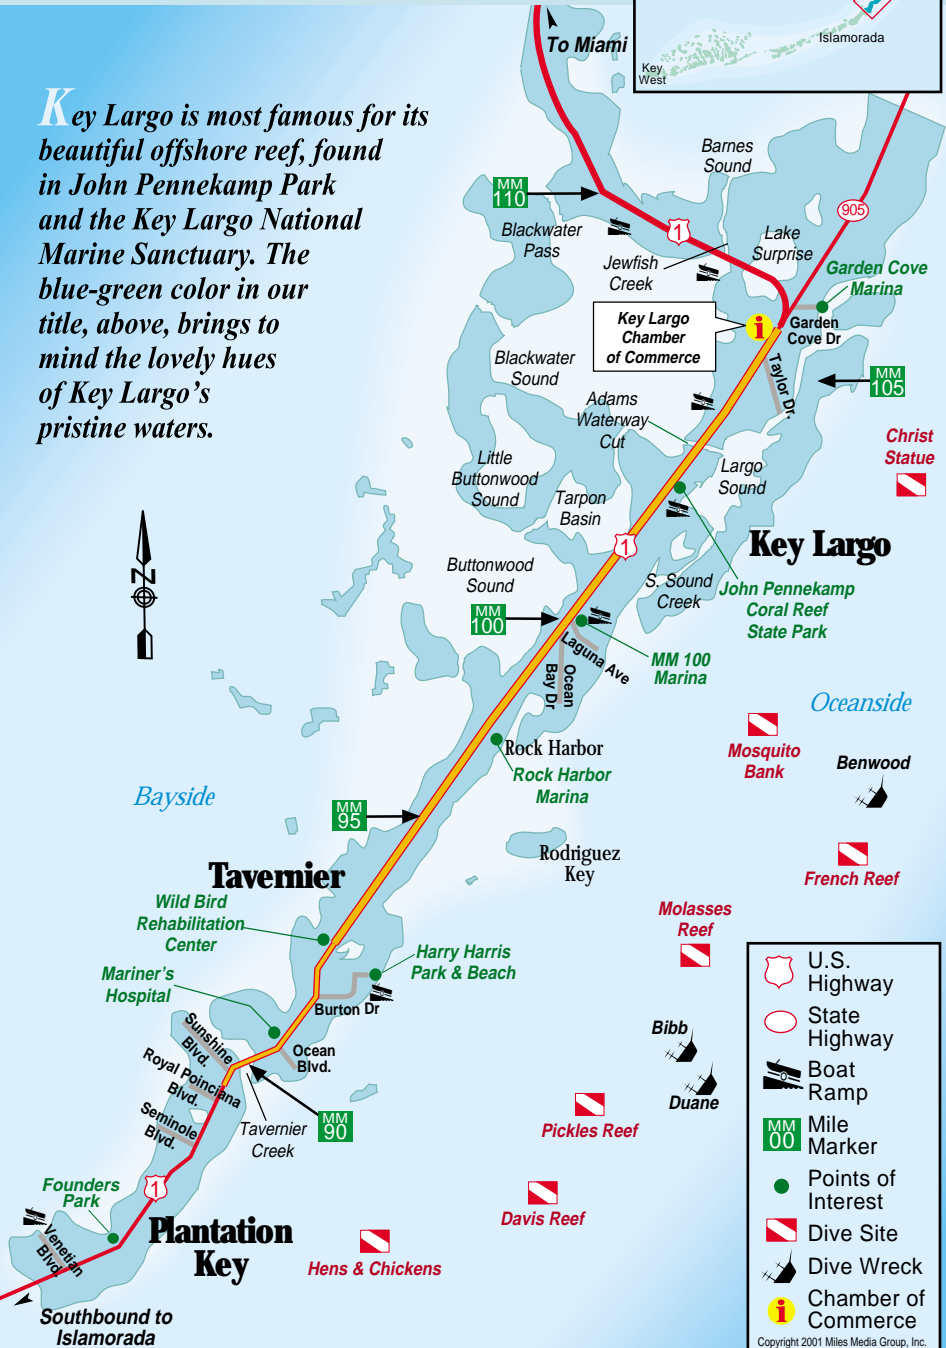 To Miami
Islamorada
Key
West
Key Largo is most famous for its
beautiful offshore reef, found
in John Pennekamp Park
and the Key Largo National
Marine Sanctuary. The
blue-green color in our
title, above, brings to
mind the lovely hues
of Key Largo's
pristine waters.
Barnes
Sound
MM
110
905
Blackwater
Pass
1
Lake
Surprise
Jewfish
Creek
Garden Cove
Marina
Key Largo
Chamber
of Commerce
i
Garden
Cove Dr
Blackwater
Sound
Taylor Dr.
MM
105
Adams
Waterway
Cut
Christ
Statue
Little
Buttonwood
Sound
Largo
Sound
Tarpon
Basin
N
1
Key Largo
Buttonwood
Sound
S. Sound
Creek
John Pennekamp
Coral Reef
State Park
MM
100
Laguna Ave
MM 100
Marina
Ocean
Bay Dr
Oceanside
Rock Harbor
Mosquito
Bank
Benwood
Rock Harbor
Marina
Bayside
MM
95
Rodriguez
Key
Tavernier
French Reef
Wild Bird
Rehabilitation
Center
Molasses
Reef
Harry Harris
Park & Beach
Mariner's
Hospital
Burton Dr
Sunshine
Blvd.
Ocean
Blvd.
Bibb
Royal Poinciana
Blvd.
Duane
Seminole
Blvd.
Tavernier
Creek
MM
90
Pickles Reef
Founders
Park
1
Plantation
Key
Davis Reef
Venetian
Blvd.
Hens & Chickens
Southbound to
Islamorada
U.S.
Highway
State
Highway
Boat
Ramp
MM
00
Mile
Marker
Points of
Interest
Dive Site
Dive Wreck
i
Chamber of
Commerce
Copyright 2001 Miles Media Group, Inc.